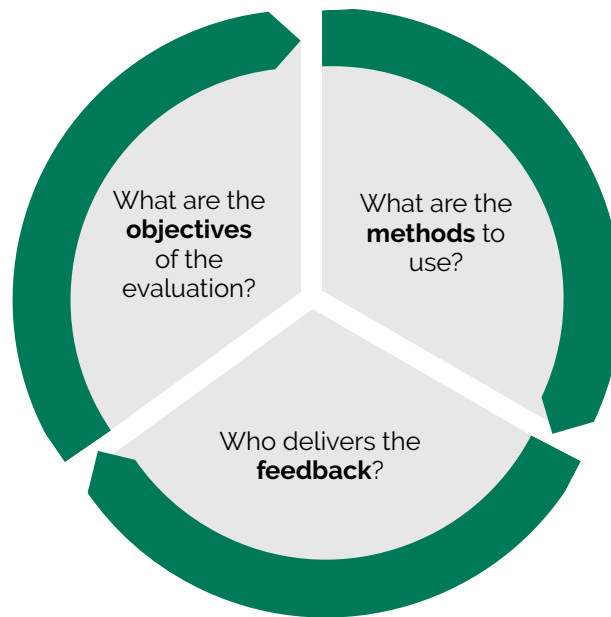 What are the
objectives
of the
evaluation?
What are the
methods to
use?
Who delivers the
feedback?